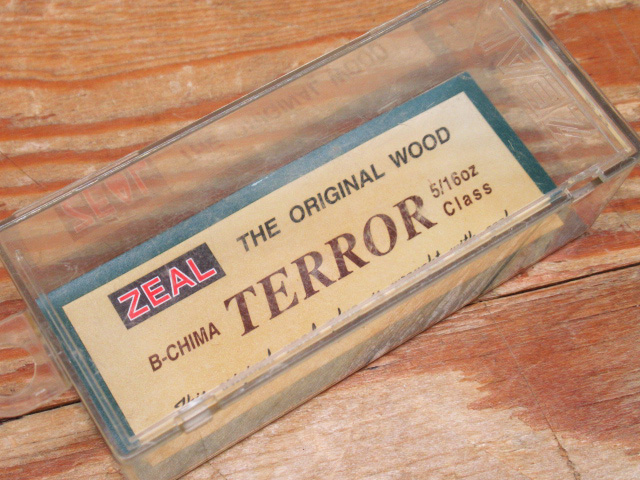 THE ORIGINAL WOOD
ZEAL
B-CHIMA TERROR 5/16oz Class